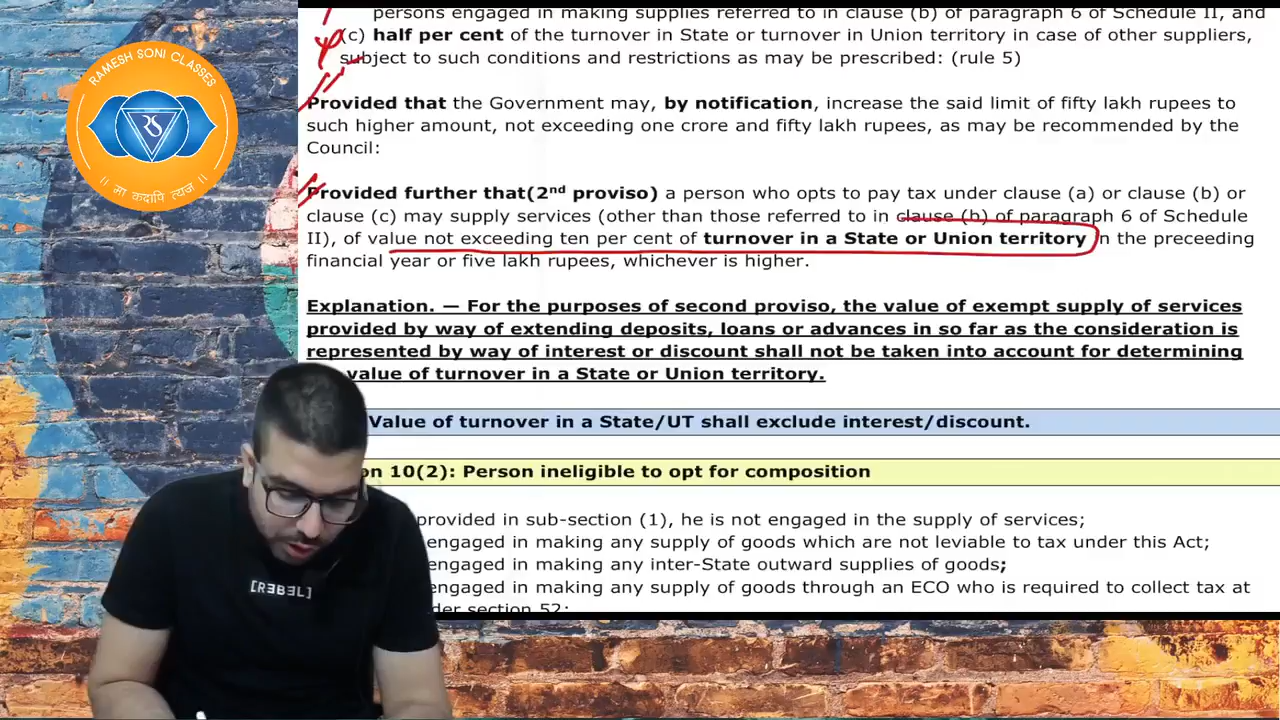 RAMESH SONI CLASSES
।। मा कदापि त्यज ।।
persons engaged in making supplies referred to in clause (b) of paragraph 6 of Schedule II, and
(c) half per cent of the turnover in State or turnover in Union territory in case of other suppliers,
subject to such conditions and restrictions as may be prescribed: (rule 5)
Provided that the Government may, by notification, increase the said limit of fifty lakh rupees to
such higher amount, not exceeding one crore and fifty lakh rupees, as may be recommended by the
Council:
Provided further that(2nd proviso) a person who opts to pay tax under clause (a) or clause (b) or
clause (c) may supply services (other than those referred to in clause (b) of paragraph 6 of Schedule
II), of value not exceeding ten per cent of turnover in a State or Union territory in the preceeding
financial year or five lakh rupees, whichever is higher.
Explanation. — For the purposes of second proviso, the value of exempt supply of services
provided by way of extending deposits, loans or advances in so far as the consideration is
represented by way of interest or discount shall not be taken into account for determining
value of turnover in a State or Union territory.
Value of turnover in a State/UT shall exclude interest/discount.
on 10(2): Person ineligible to opt for composition
provided in sub-section (1), he is not engaged in the supply of services;
engaged in making any supply of goods which are not leviable to tax under this Act;
engaged in making any inter-State outward supplies of goods;
engaged in making any supply of goods through an ECO who is required to collect tax at
der section 52;
[REBEL]